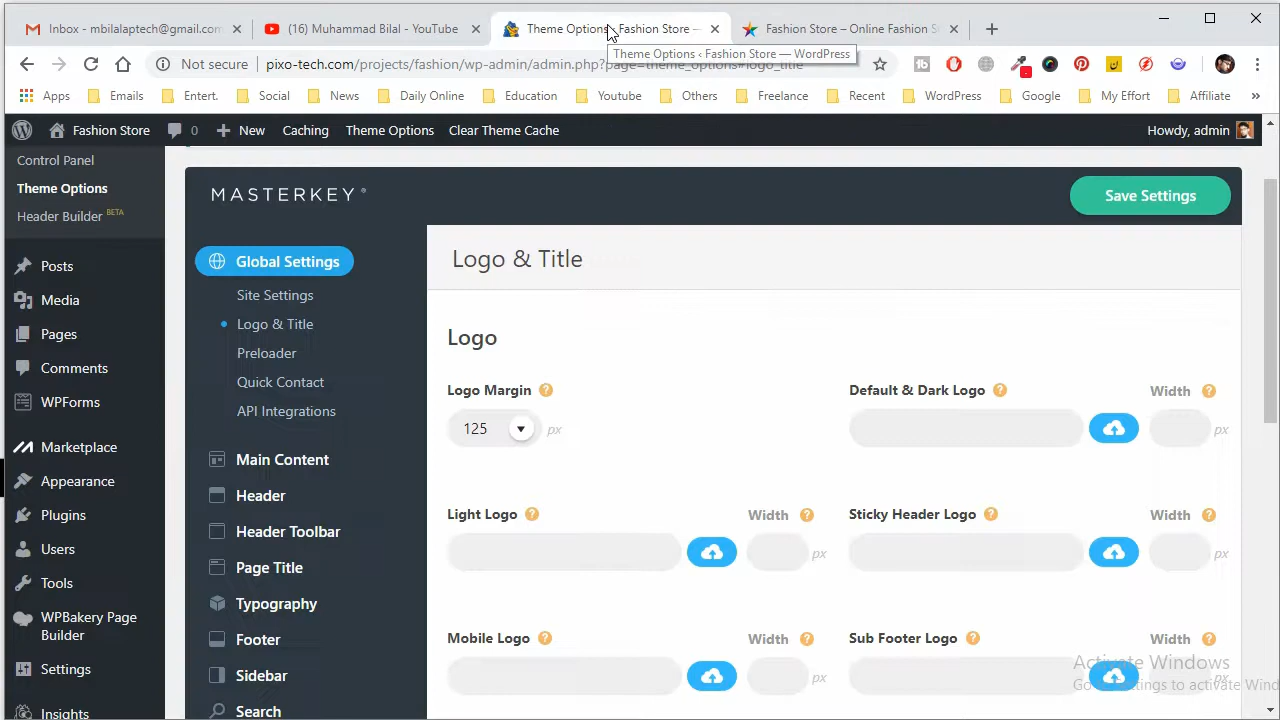 Inbox - mbilalaptech@gmail.com
(16) Muhammad Bilal - YouTube
Theme Options ‹ Fashion Store —
Fashion Store – Online Fashion S
Theme Options ‹ Fashion Store — WordPress
Not secure
pixo-tech.com/projects/fashion/wp-admin/admin.php?page=theme_options#logo_title
Apps
Emails
Entert.
Social
News
Daily Online
Education
Youtube
Others
Freelance
Recent
WordPress
Google
My Effort
Affiliate
»
Fashion Store
0
New
Caching
Theme Options
Clear Theme Cache
Howdy, admin
Control Panel
Theme Options
Header Builder BETA
Posts
Media
Pages
Comments
WPForms
Marketplace
Appearance
Plugins
Users
Tools
WPBakery Page
Builder
Settings
Insights
MASTERKEY ®
Save Settings
Global Settings
Site Settings
Logo & Title
Preloader
Quick Contact
API Integrations
Main Content
Header
Header Toolbar
Page Title
Typography
Footer
Sidebar
Search
Logo & Title
Logo
Logo Margin ?
125
px
Default & Dark Logo ?
Width ?
px
Light Logo ?
Width ?
px
Sticky Header Logo ?
Width ?
px
Mobile Logo ?
Width ?
px
Sub Footer Logo ?
Width ?
px
Activate Windows